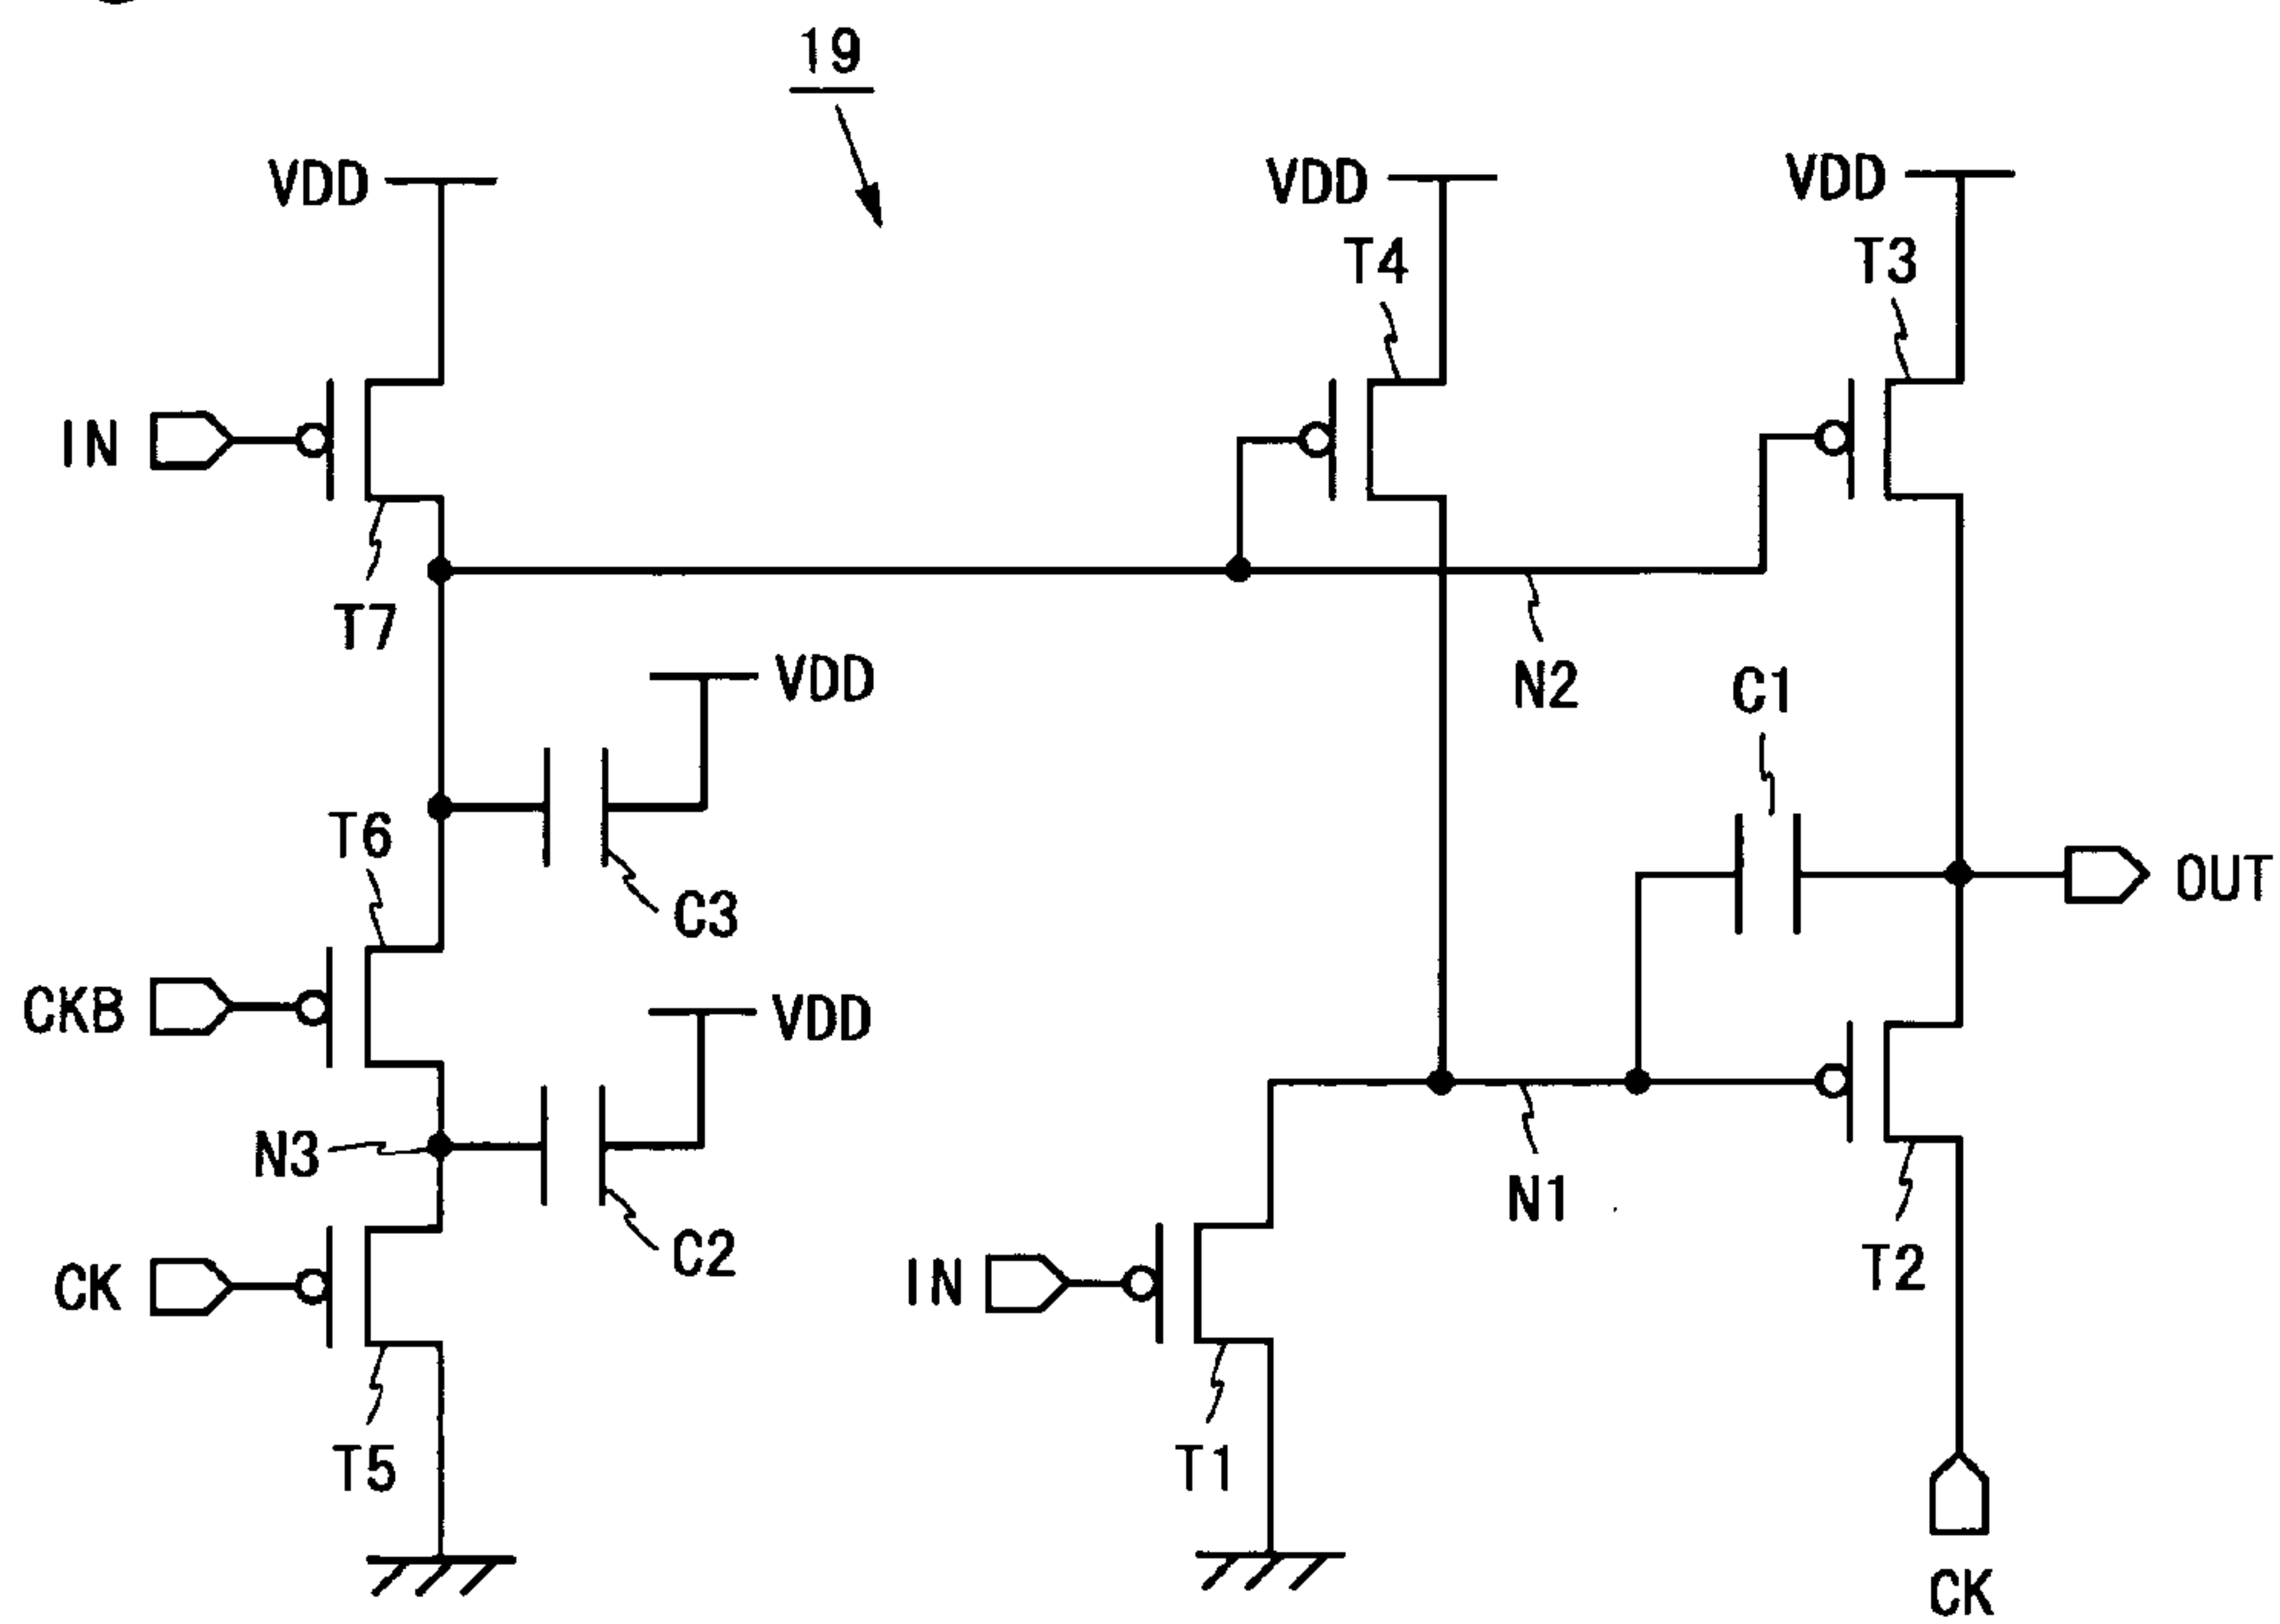 19
VDD
VDD
VDD
T4
T3
IN
T7
N2
VDD
C1
T6
C3
OUT
CKB
VDD
N3
N1
C2
T2
CK
IN
T5
T1
CK